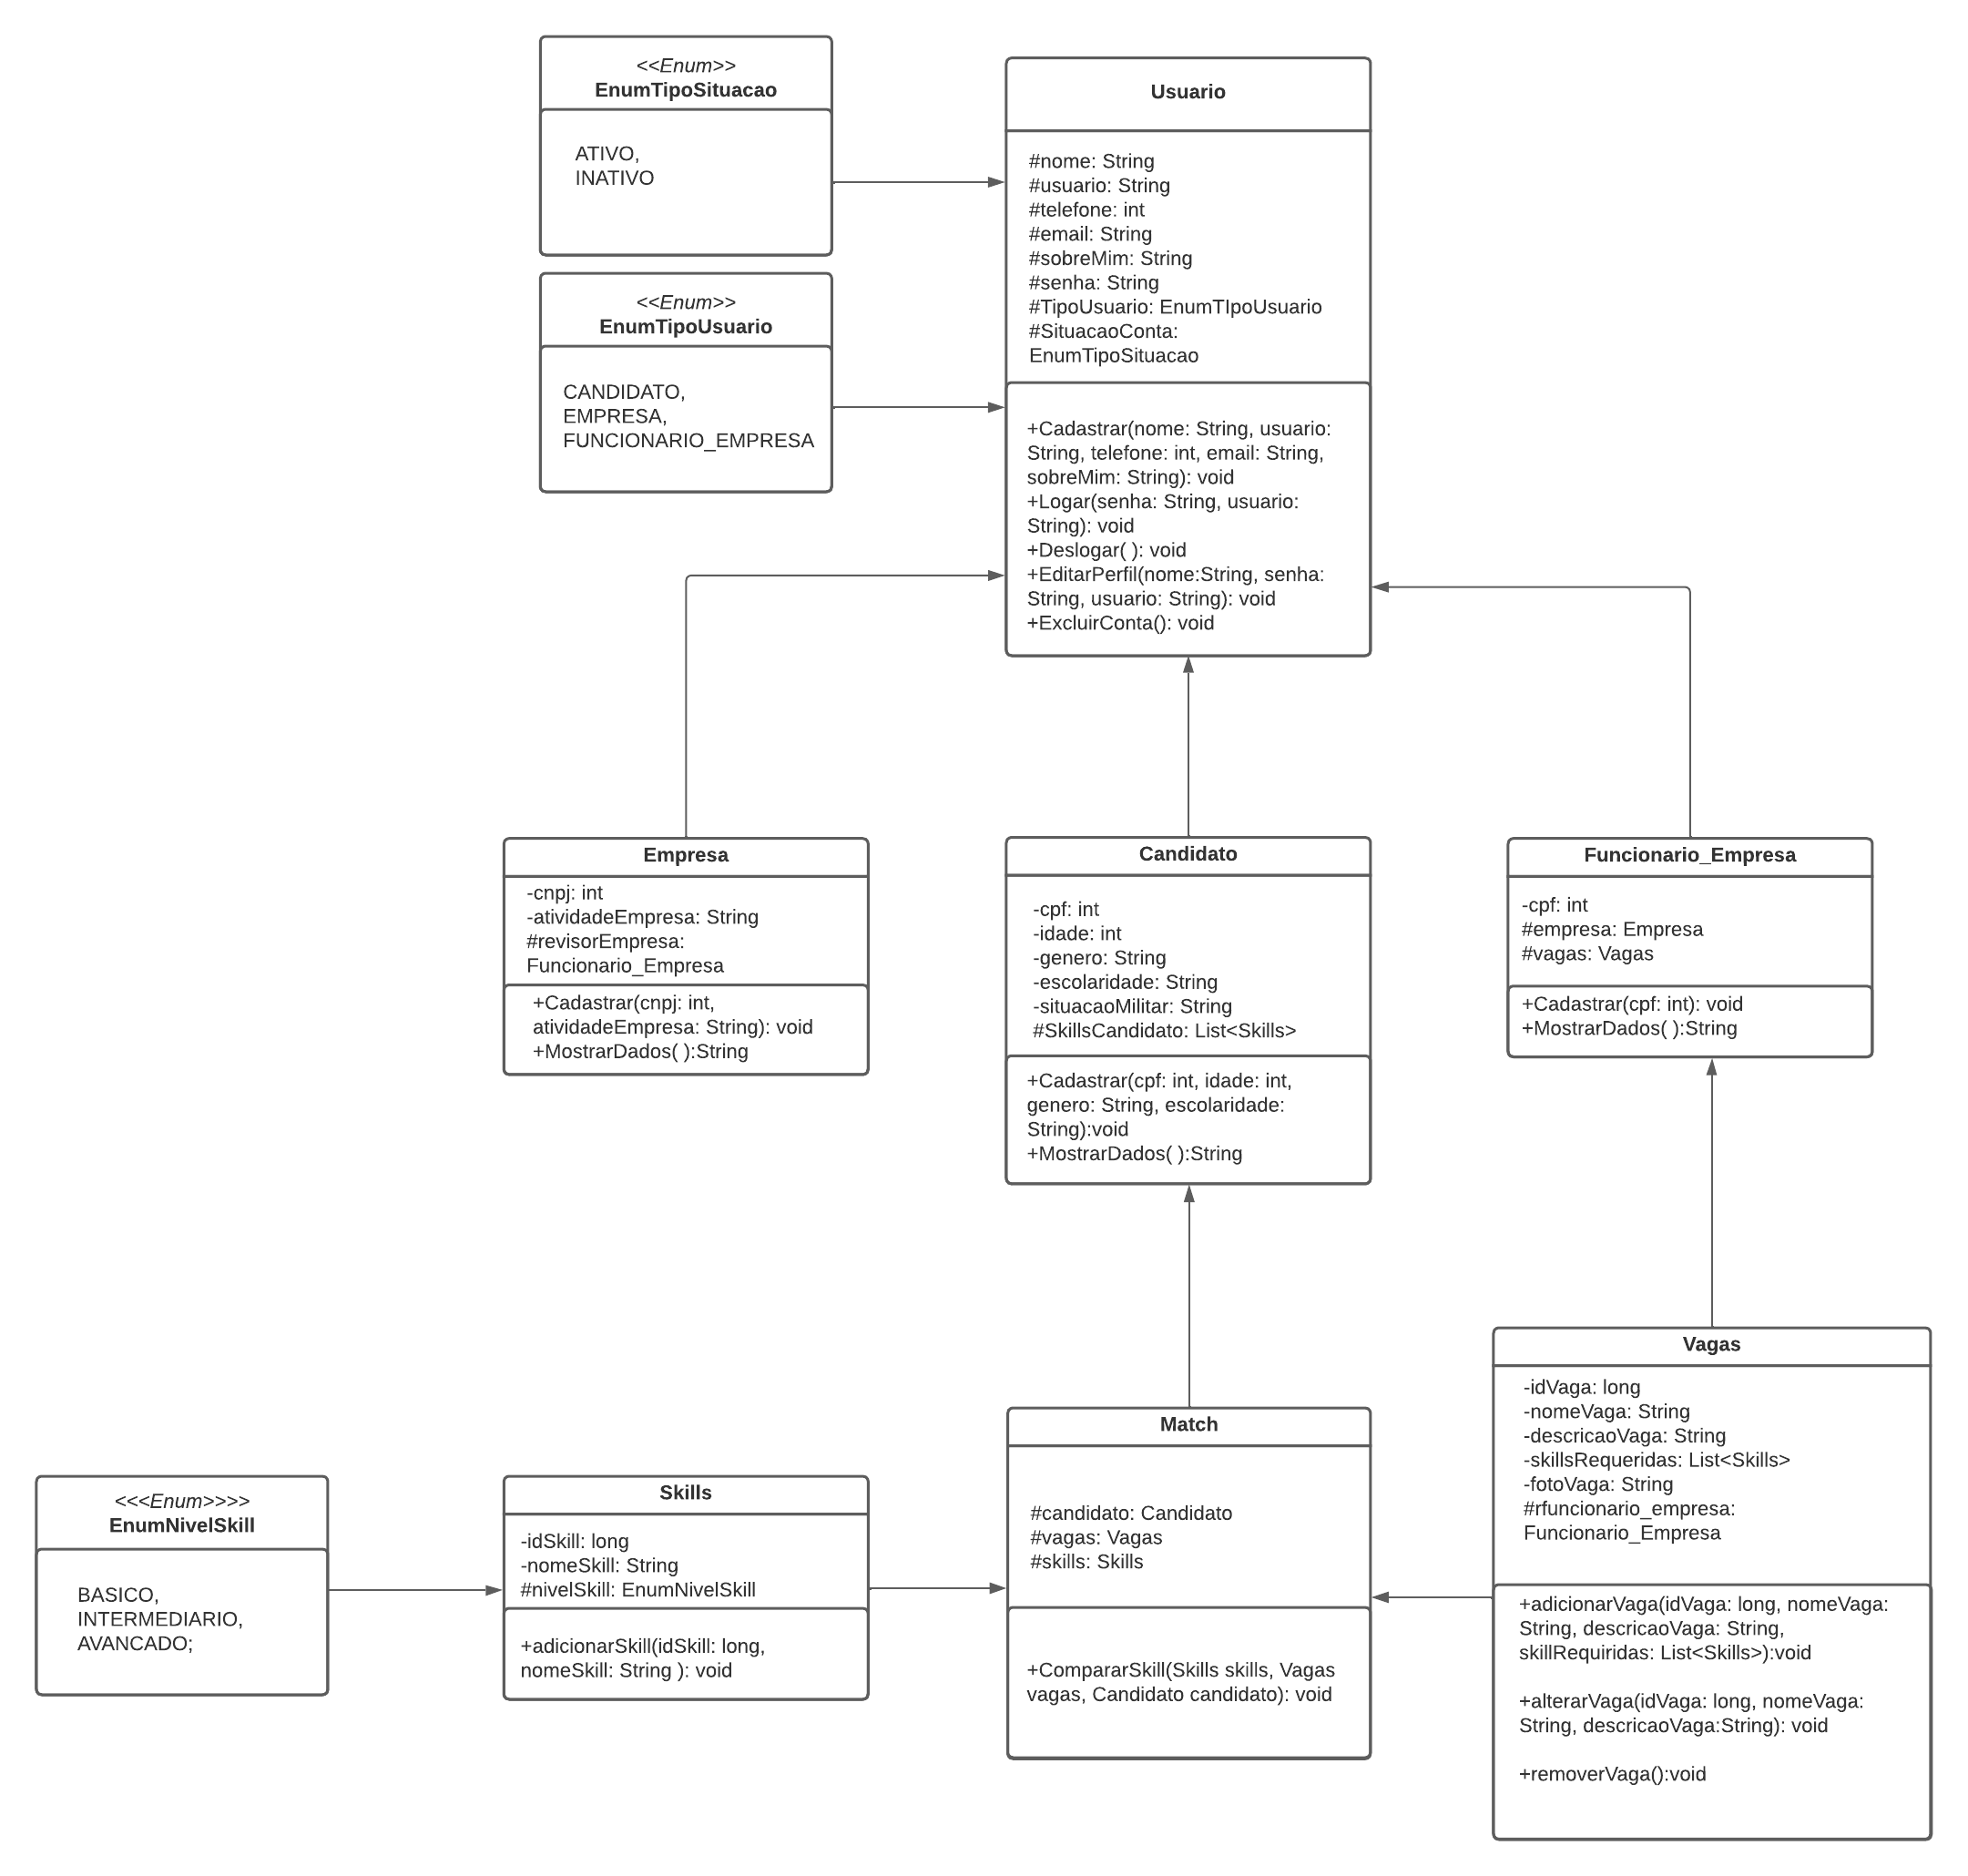 <<Enum>>
EnumTipoSituacao
ATIVO,
INATIVO
<<Enum>>
EnumTipoUsuario
CANDIDATO,
EMPRESA,
FUNCIONARIO_EMPRESA
Usuario
#nome: String
#usuario: String
#telefone: int
#email: String
#sobreMim: String
#senha: String
#TipoUsuario: EnumTIpoUsuario
#SituacaoConta:
EnumTipoSituacao
+Cadastrar(nome: String, usuario:
String, telefone: int, email: String,
sobreMim: String): void
+Logar(senha: String, usuario:
String): void
+Deslogar( ): void
+EditarPerfil(nome:String, senha:
String, usuario: String): void
+ExcluirConta(): void
Empresa
-cnpj: int
-atividadeEmpresa: String
#revisorEmpresa:
Funcionario_Empresa
+Cadastrar(cnpj: int,
atividadeEmpresa: String): void
+MostrarDados( ):String
Candidato
-cpf: int
-idade: int
-genero: String
-escolaridade: String
-situacaoMilitar: String
#SkillsCandidato: List<Skills>
+Cadastrar(cpf: int, idade: int,
genero: String, escolaridade:
String):void
+MostrarDados( ):String
Funcionario_Empresa
-cpf: int
#empresa: Empresa
#vagas: Vagas
+Cadastrar(cpf: int): void
+MostrarDados( ):String
<<<Enum>>>>
EnumNivelSkill
BASICO,
INTERMEDIARIO,
AVANCADO;
Skills
-idSkill: long
-nomeSkill: String
#nivelSkill: EnumNivelSkill
+adicionarSkill(idSkill: long,
nomeSkill: String ): void
Match
#candidato: Candidato
#vagas: Vagas
#skills: Skills
+CompararSkill(Skills skills, Vagas
vagas, Candidato candidato): void
Vagas
-idVaga: long
-nomeVaga: String
-descricaoVaga: String
-skillsRequeridas: List<Skills>
-fotoVaga: String
#rfuncionario_empresa:
Funcionario_Empresa
+adicionarVaga(idVaga: long, nomeVaga:
String, descricaoVaga: String,
skillRequiridas: List<Skills>):void
+alterarVaga(idVaga: long, nomeVaga:
String, descricaoVaga:String): void
+removerVaga():void